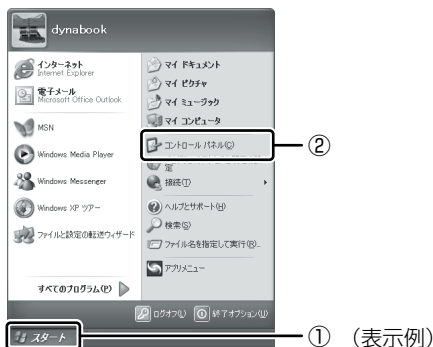 dynabook
インターネット
Internet Explorer
電子メール
Microsoft Office Outlook
MSN
Windows Media Player
Windows Messenger
Windows XP ツアー
ファイルと設定の転送ウィザード
すべてのプログラム(P)
マイ ドキュメント
マイ ピクチャ
マイ ミュージック
マイ コンピュータ
コントロール パネル(C)
定
接続(T)
ヘルプとサポート(H)
検索(S)
ファイル名を指定して実行(R)...
アプリメニュー
ログオフ(L)
終了オプション(U)
スタート
②
① （表示例）